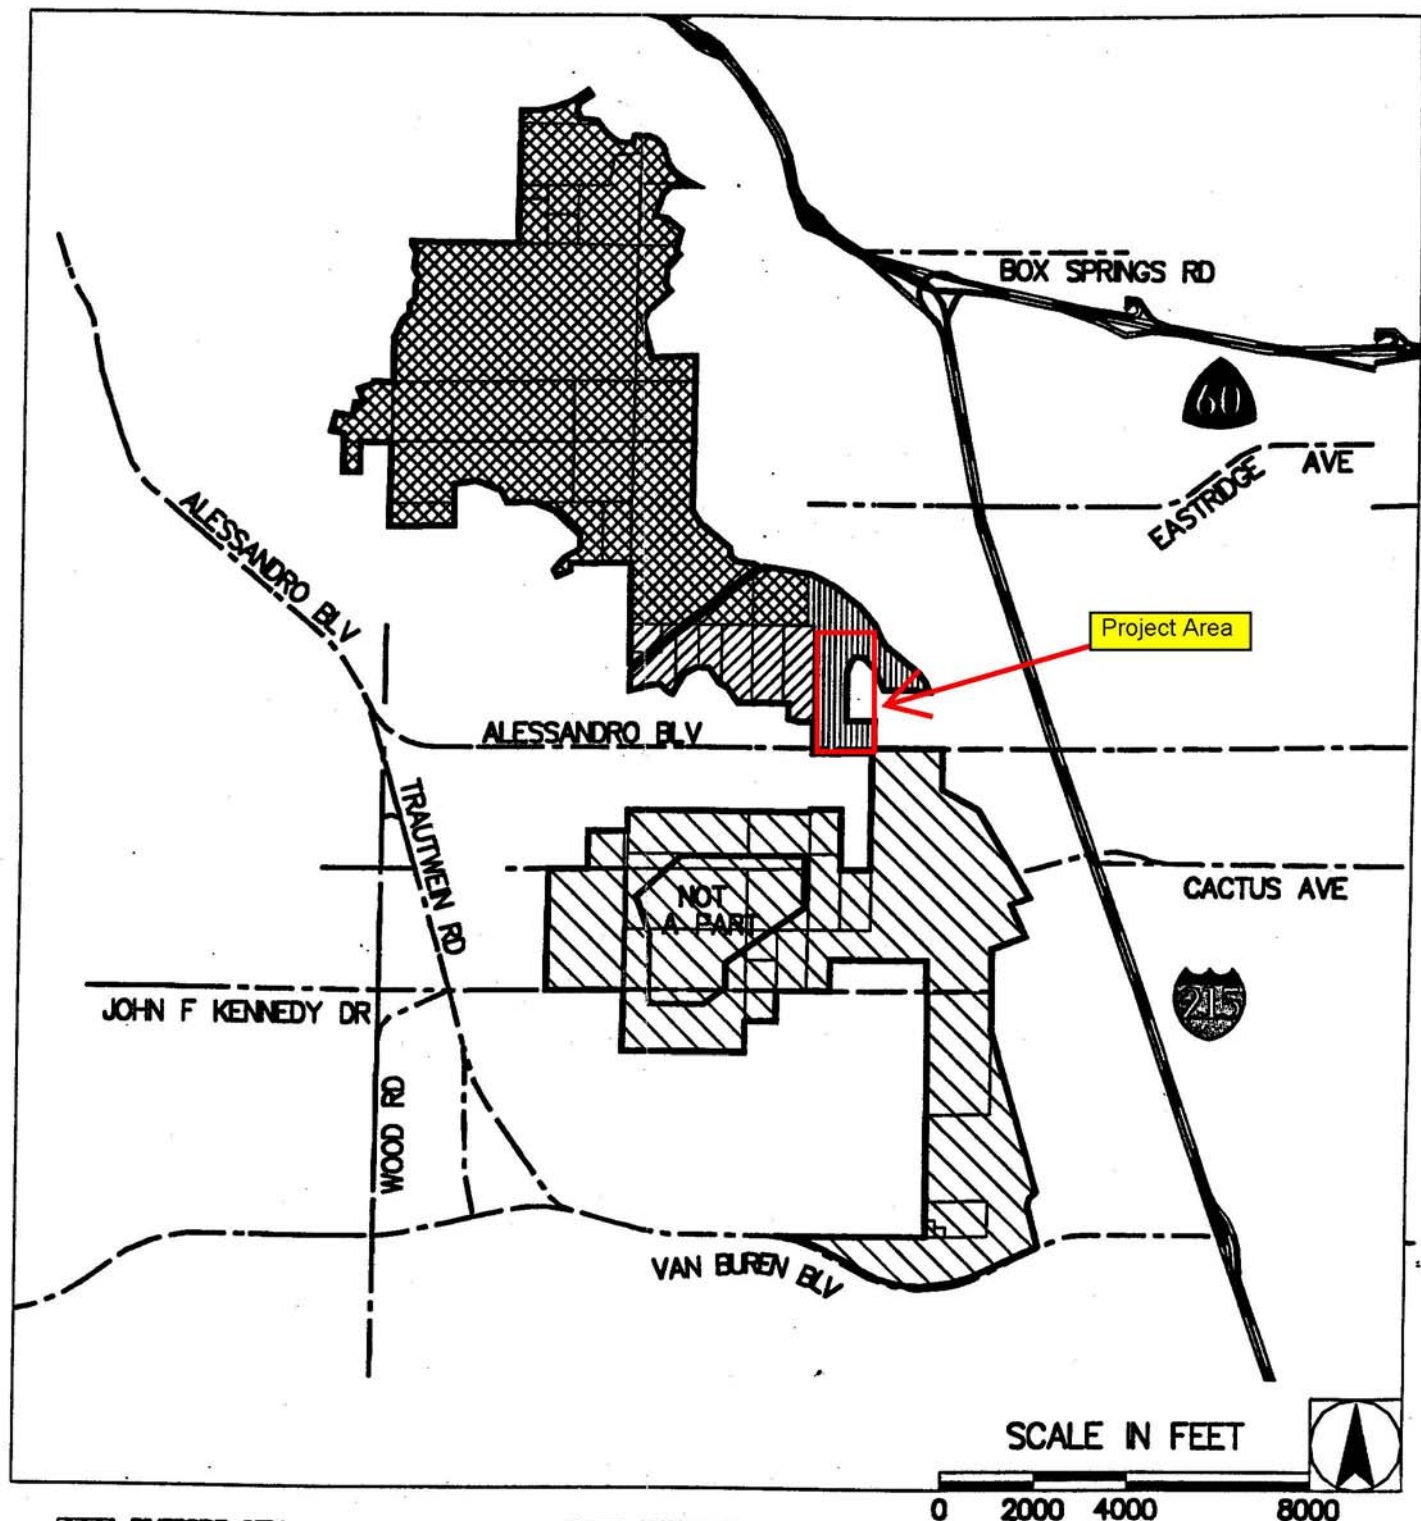 BOX SPRINGS RD
60
EASTRIDGE AVE
ALESSANDRO BLV
Project Area
ALESSANDRO BLV
TRAUTWEIN RD
NOT
A PART
CACTUS AVE
JOHN F KENNEDY DR
215
WOOD RD
VAN BUREN BLV
SCALE IN FEET
0 2000 4000 8000